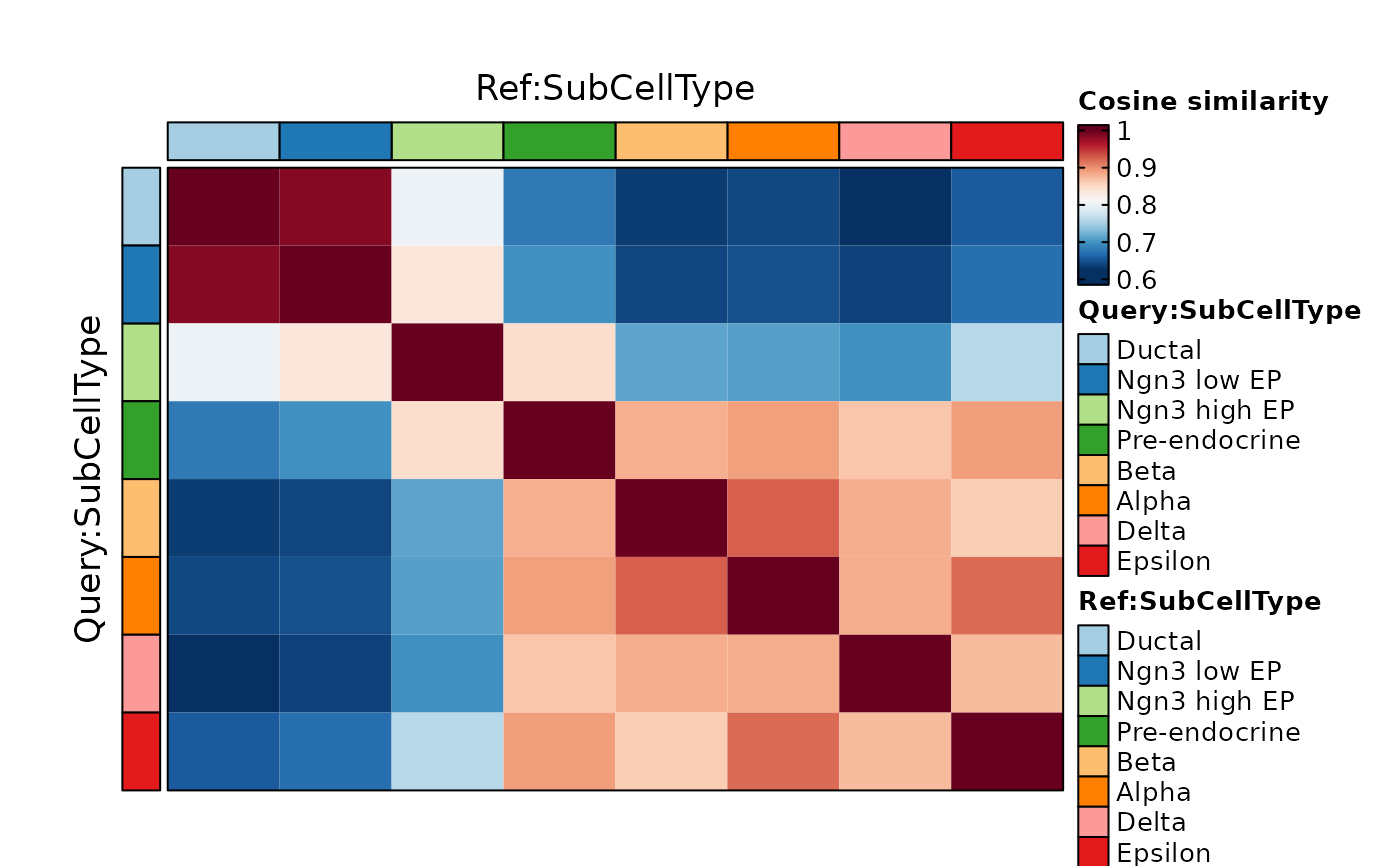 Ref:SubCellType
Query:SubCellType
Cosine similarity
1
0.9
0.8
0.7
0.6
Query:SubCellType
Ductal
Ngn3 low EP
Ngn3 high EP
Pre-endocrine
Beta
Alpha
Delta
Epsilon
Ref:SubCellType
Ductal
Ngn3 low EP
Ngn3 high EP
Pre-endocrine
Beta
Alpha
Delta
Epsilon